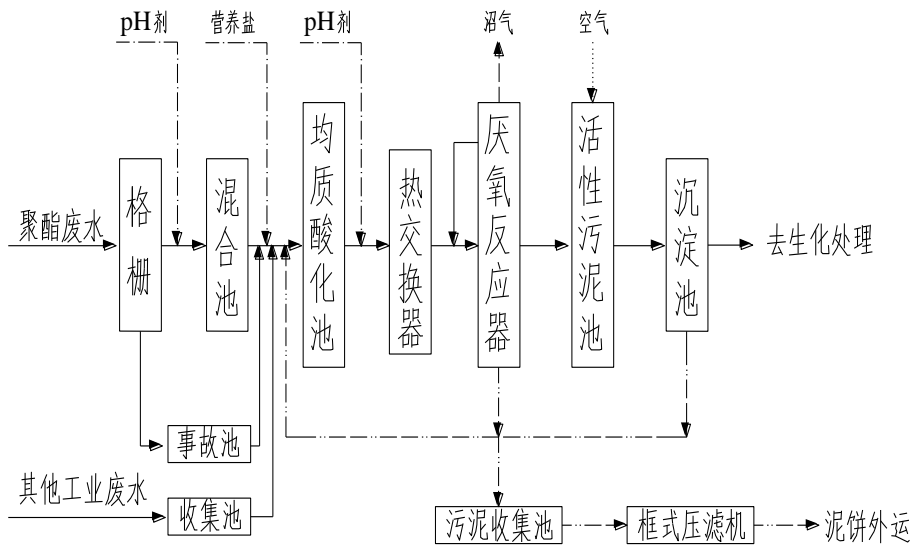 pH剂
营养盐
pH剂
沼气
空气
聚酯废水
格栅
混合池
均质酸化池
热交换器
厌氧反应器
活性污泥池
沉淀池
去生化处理
事故池
其他工业废水
收集池
污泥收集池
框式压滤机
泥饼外运